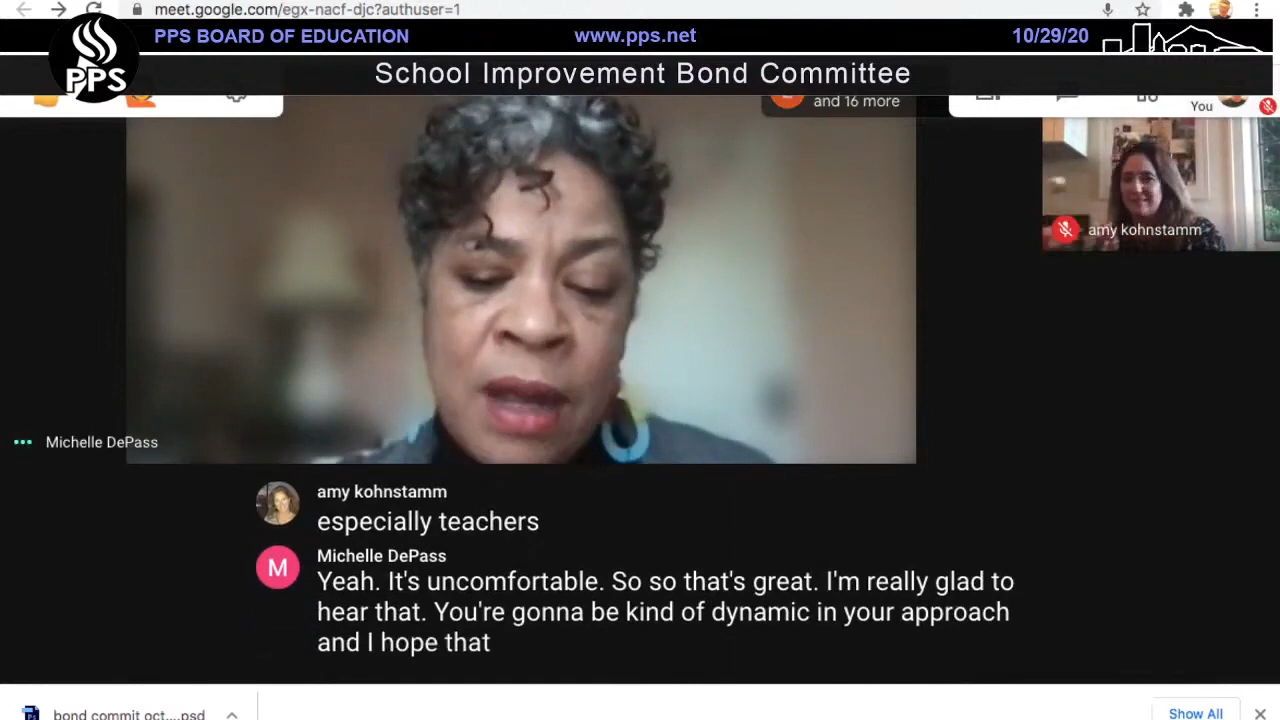 meet.google.com/egx-nacf-djc?authuser=1
PPS BOARD OF EDUCATION
www.pps.net
10/29/20
PPS
School Improvement Bond Committee
and 16 more
You
amy kohnstamm
Michelle DePass
amy kohnstamm
especially teachers
M
Michelle DePass
Yeah. It's uncomfortable. So so that's great. I'm really glad to
hear that. You're gonna be kind of dynamic in your approach
and I hope that
bond commit oct....psd
Show All